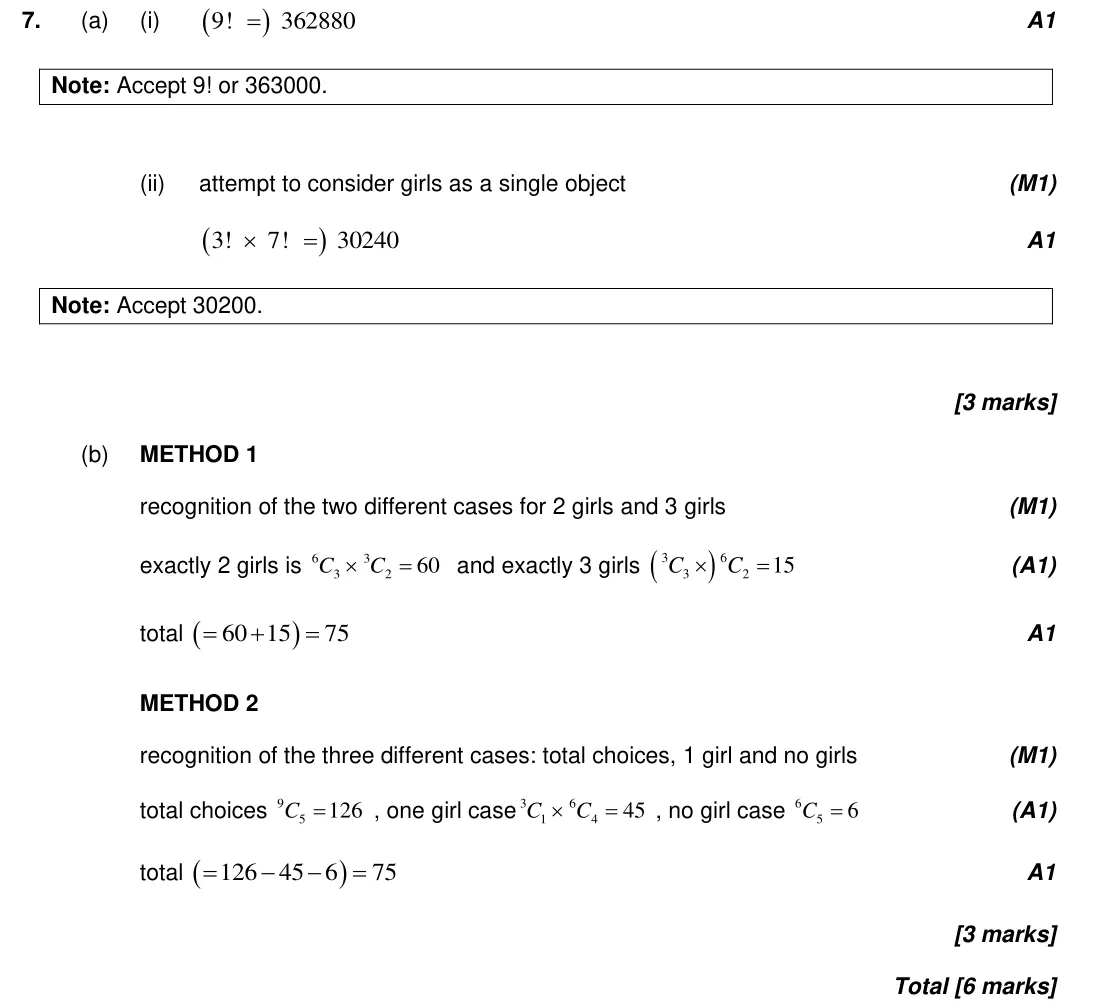 7. (a) (i) (9! =) 362880 A1
Note: Accept 9! or 363000.
(ii) attempt to consider girls as a single object (M1)
(3! × 7! =) 30240 A1
Note: Accept 30200.
[3 marks]
(b) METHOD 1
recognition of the two different cases for 2 girls and 3 girls (M1)
exactly 2 girls is ⁶C₃ × ³C₂ = 60 and exactly 3 girls (³C₃ ×) ⁶C₂ = 15 (A1)
total (= 60 + 15) = 75 A1
METHOD 2
recognition of the three different cases: total choices, 1 girl and no girls (M1)
total choices ⁹C₅ = 126 , one girl case ³C₁ × ⁶C₄ = 45 , no girl case ⁶C₅ = 6 (A1)
total (= 126 − 45 − 6) = 75 A1
[3 marks]
Total [6 marks]